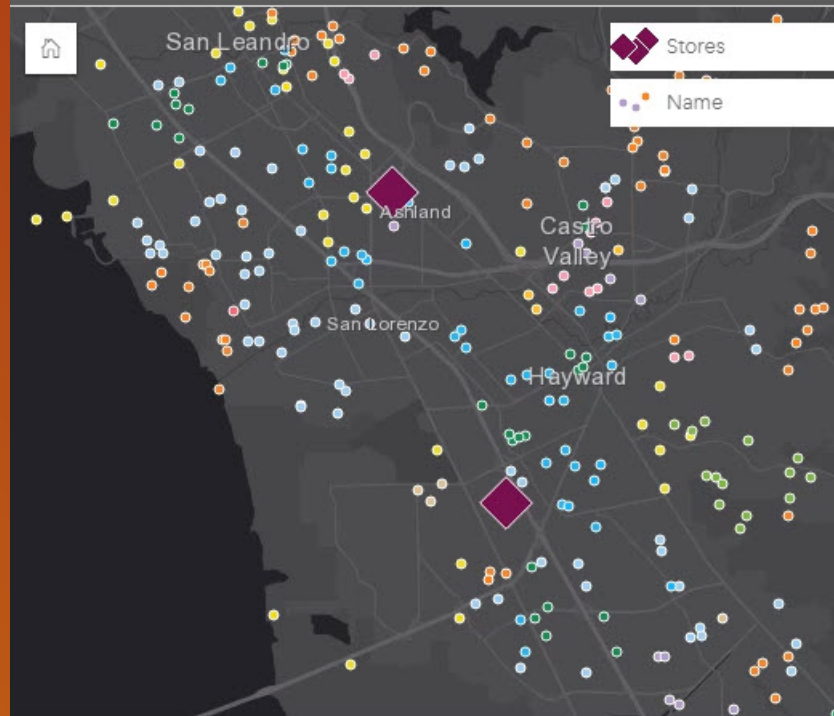 San Leandro
Stores
Name
Ashland
Castro
Valley
San Lorenzo
Hayward